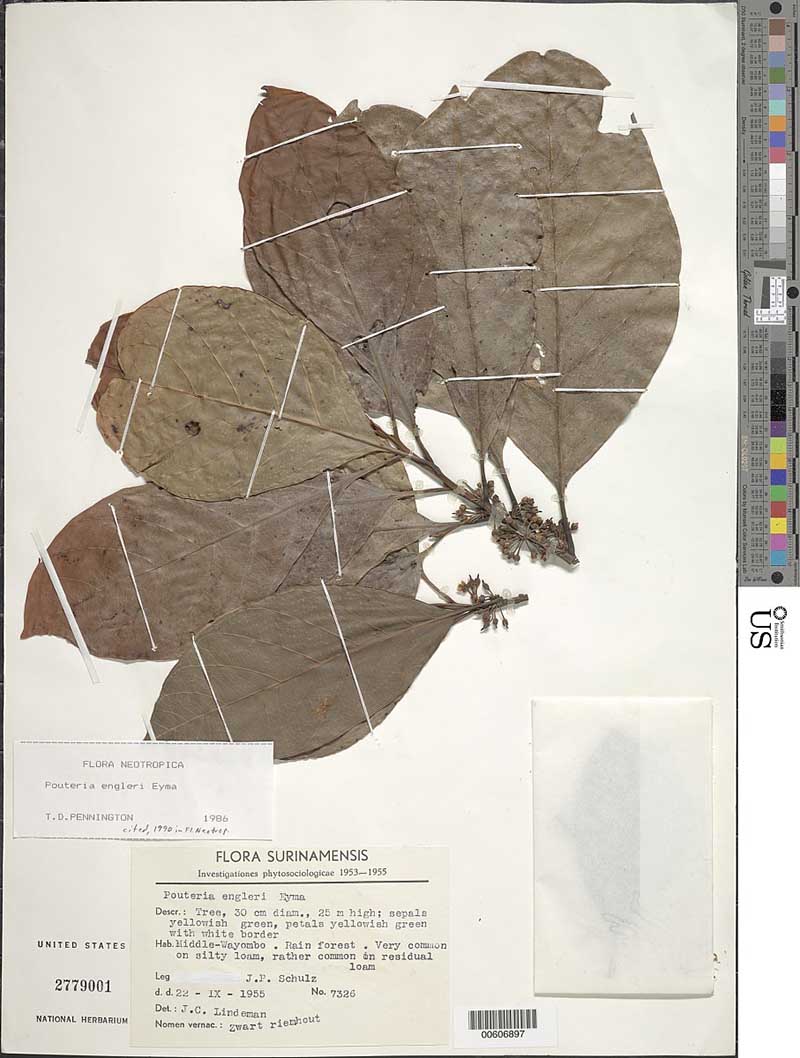 FLORA NEOTROPICA
Pouteria engleri Eyma
T.D.PENNINGTON 1986
cited, 1990 in Fl. Neotrop.
FLORA SURINAMENSIS
Investigationes phytosociologicae 1953—1955
Pouteria engleri Eyma
Descr.: Tree, 30 cm diam., 25 m high; sepals
yellowish green, petals yellowish green
with white border
Hab. Middle-Wayombo . Rain forest . Very common
on silty loam, rather common on residual
loam
Leg J.P. Schulz
d. d. 22 - IX - 1955 No. 7326
Det.: J.C. Lindeman
Nomen vernac.: zwart riemhout
UNITED STATES
2779001
NATIONAL HERBARIUM
00606897
Golden Thread
US
Smithsonian
Institution